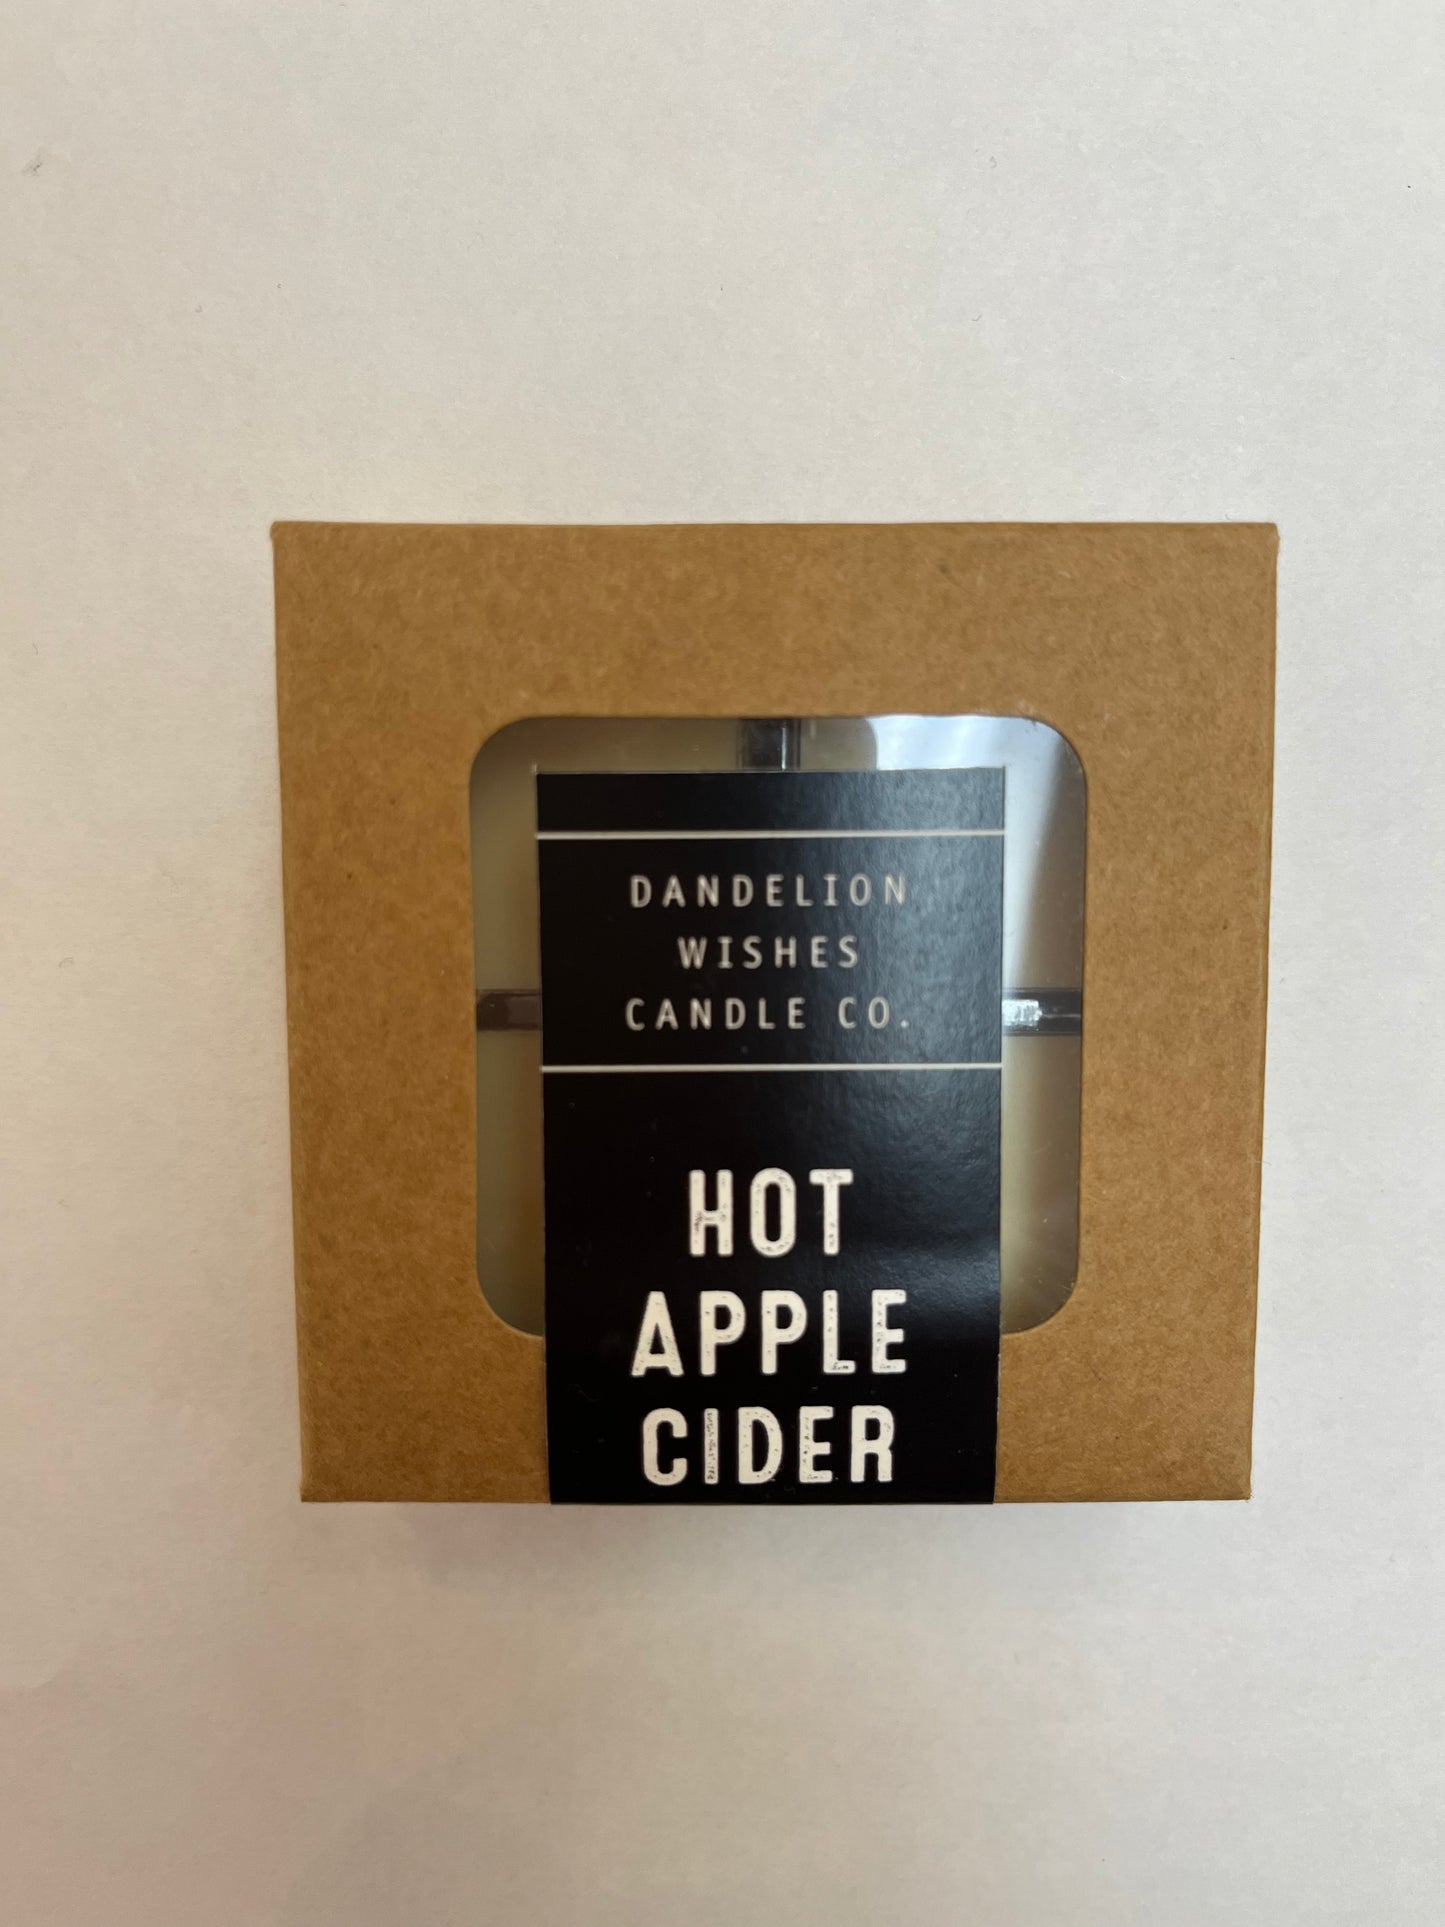 DANDELION
WISHES
CANDLE CO.
HOT
APPLE
CIDER